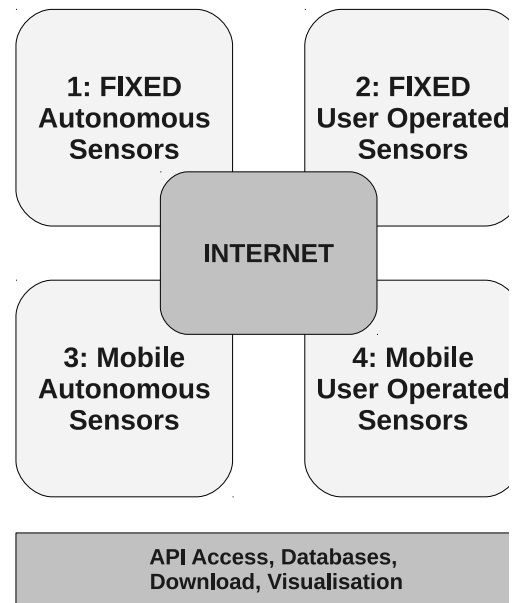 1: FIXED
Autonomous
Sensors
2: FIXED
User Operated
Sensors
INTERNET
3: Mobile
Autonomous
Sensors
4: Mobile
User Operated
Sensors
API Access, Databases,
Download, Visualisation